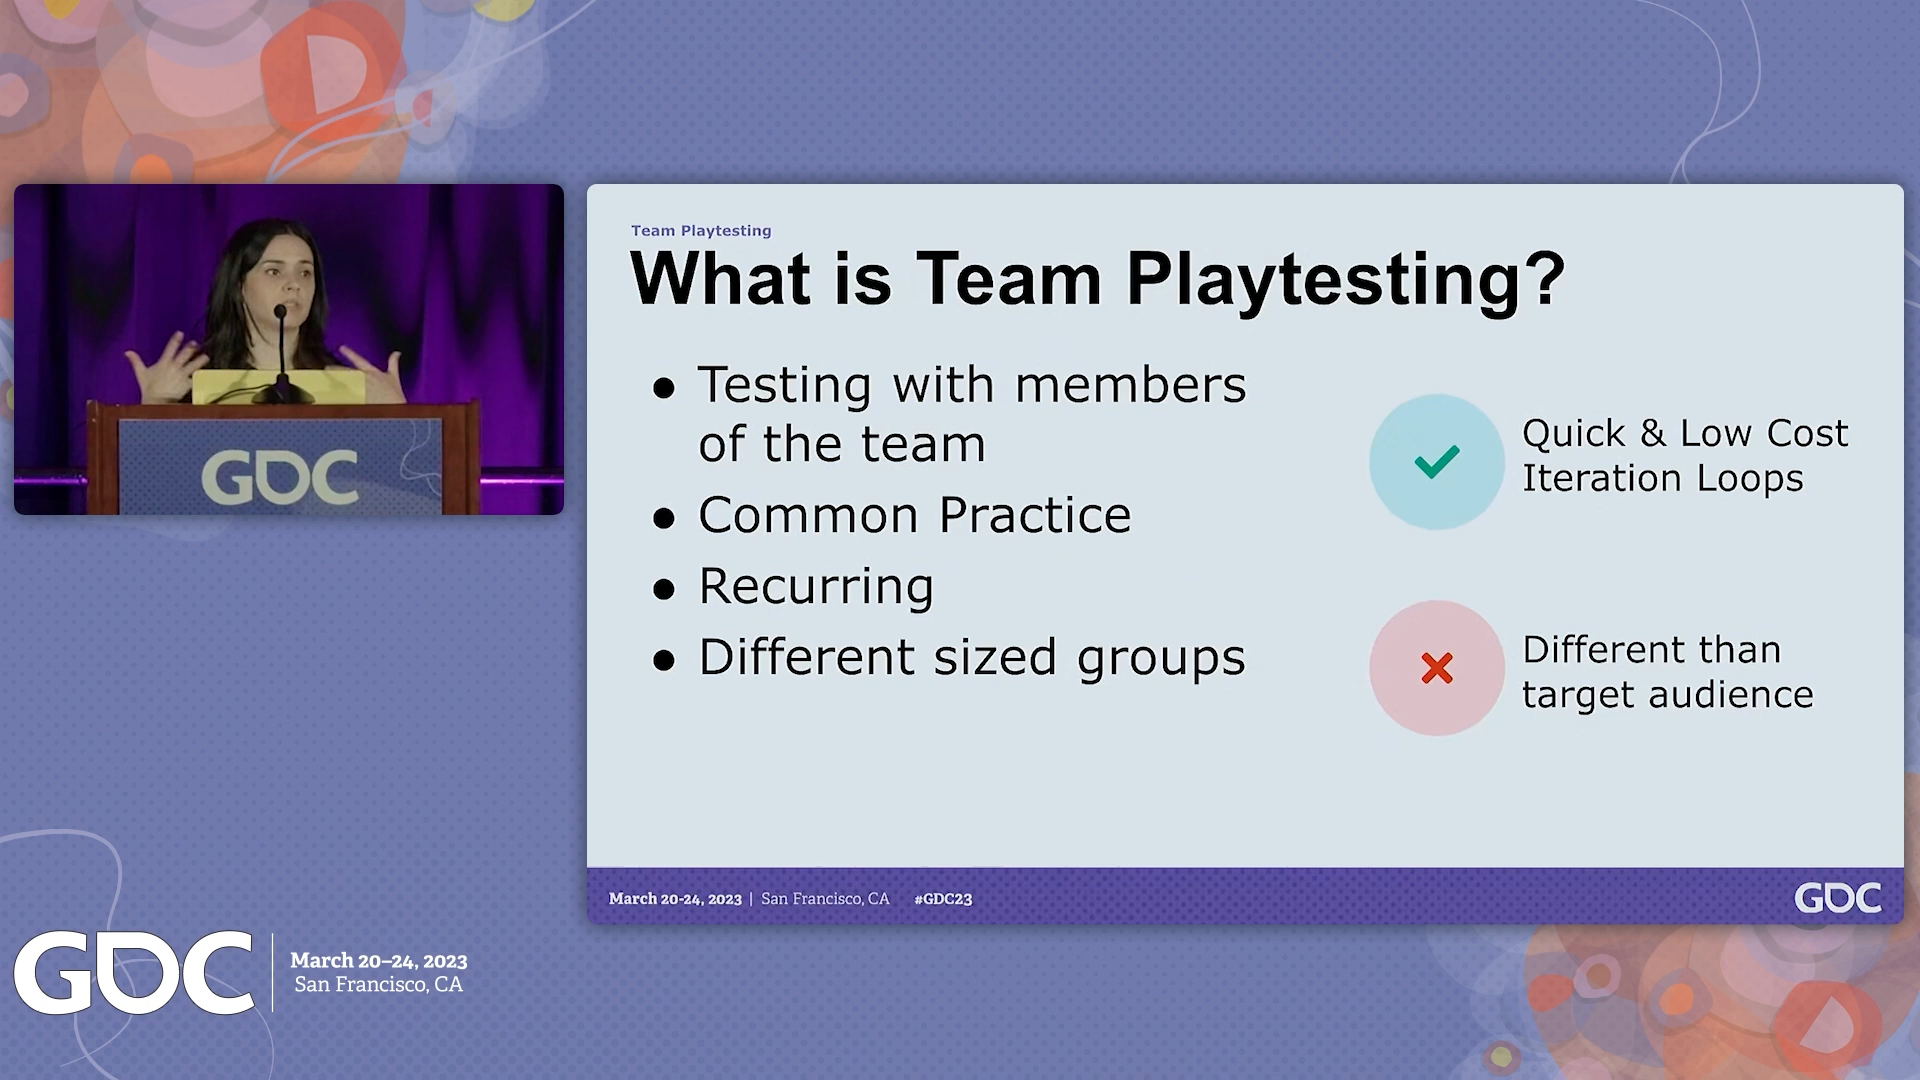 GDC
Team Playtesting
What is Team Playtesting?
● Testing with members
of the team
● Common Practice
● Recurring
● Different sized groups
Quick & Low Cost
Iteration Loops
Different than
target audience
March 20-24, 2023 | San Francisco, CA #GDC23
GDC
GDC
March 20–24, 2023
San Francisco, CA